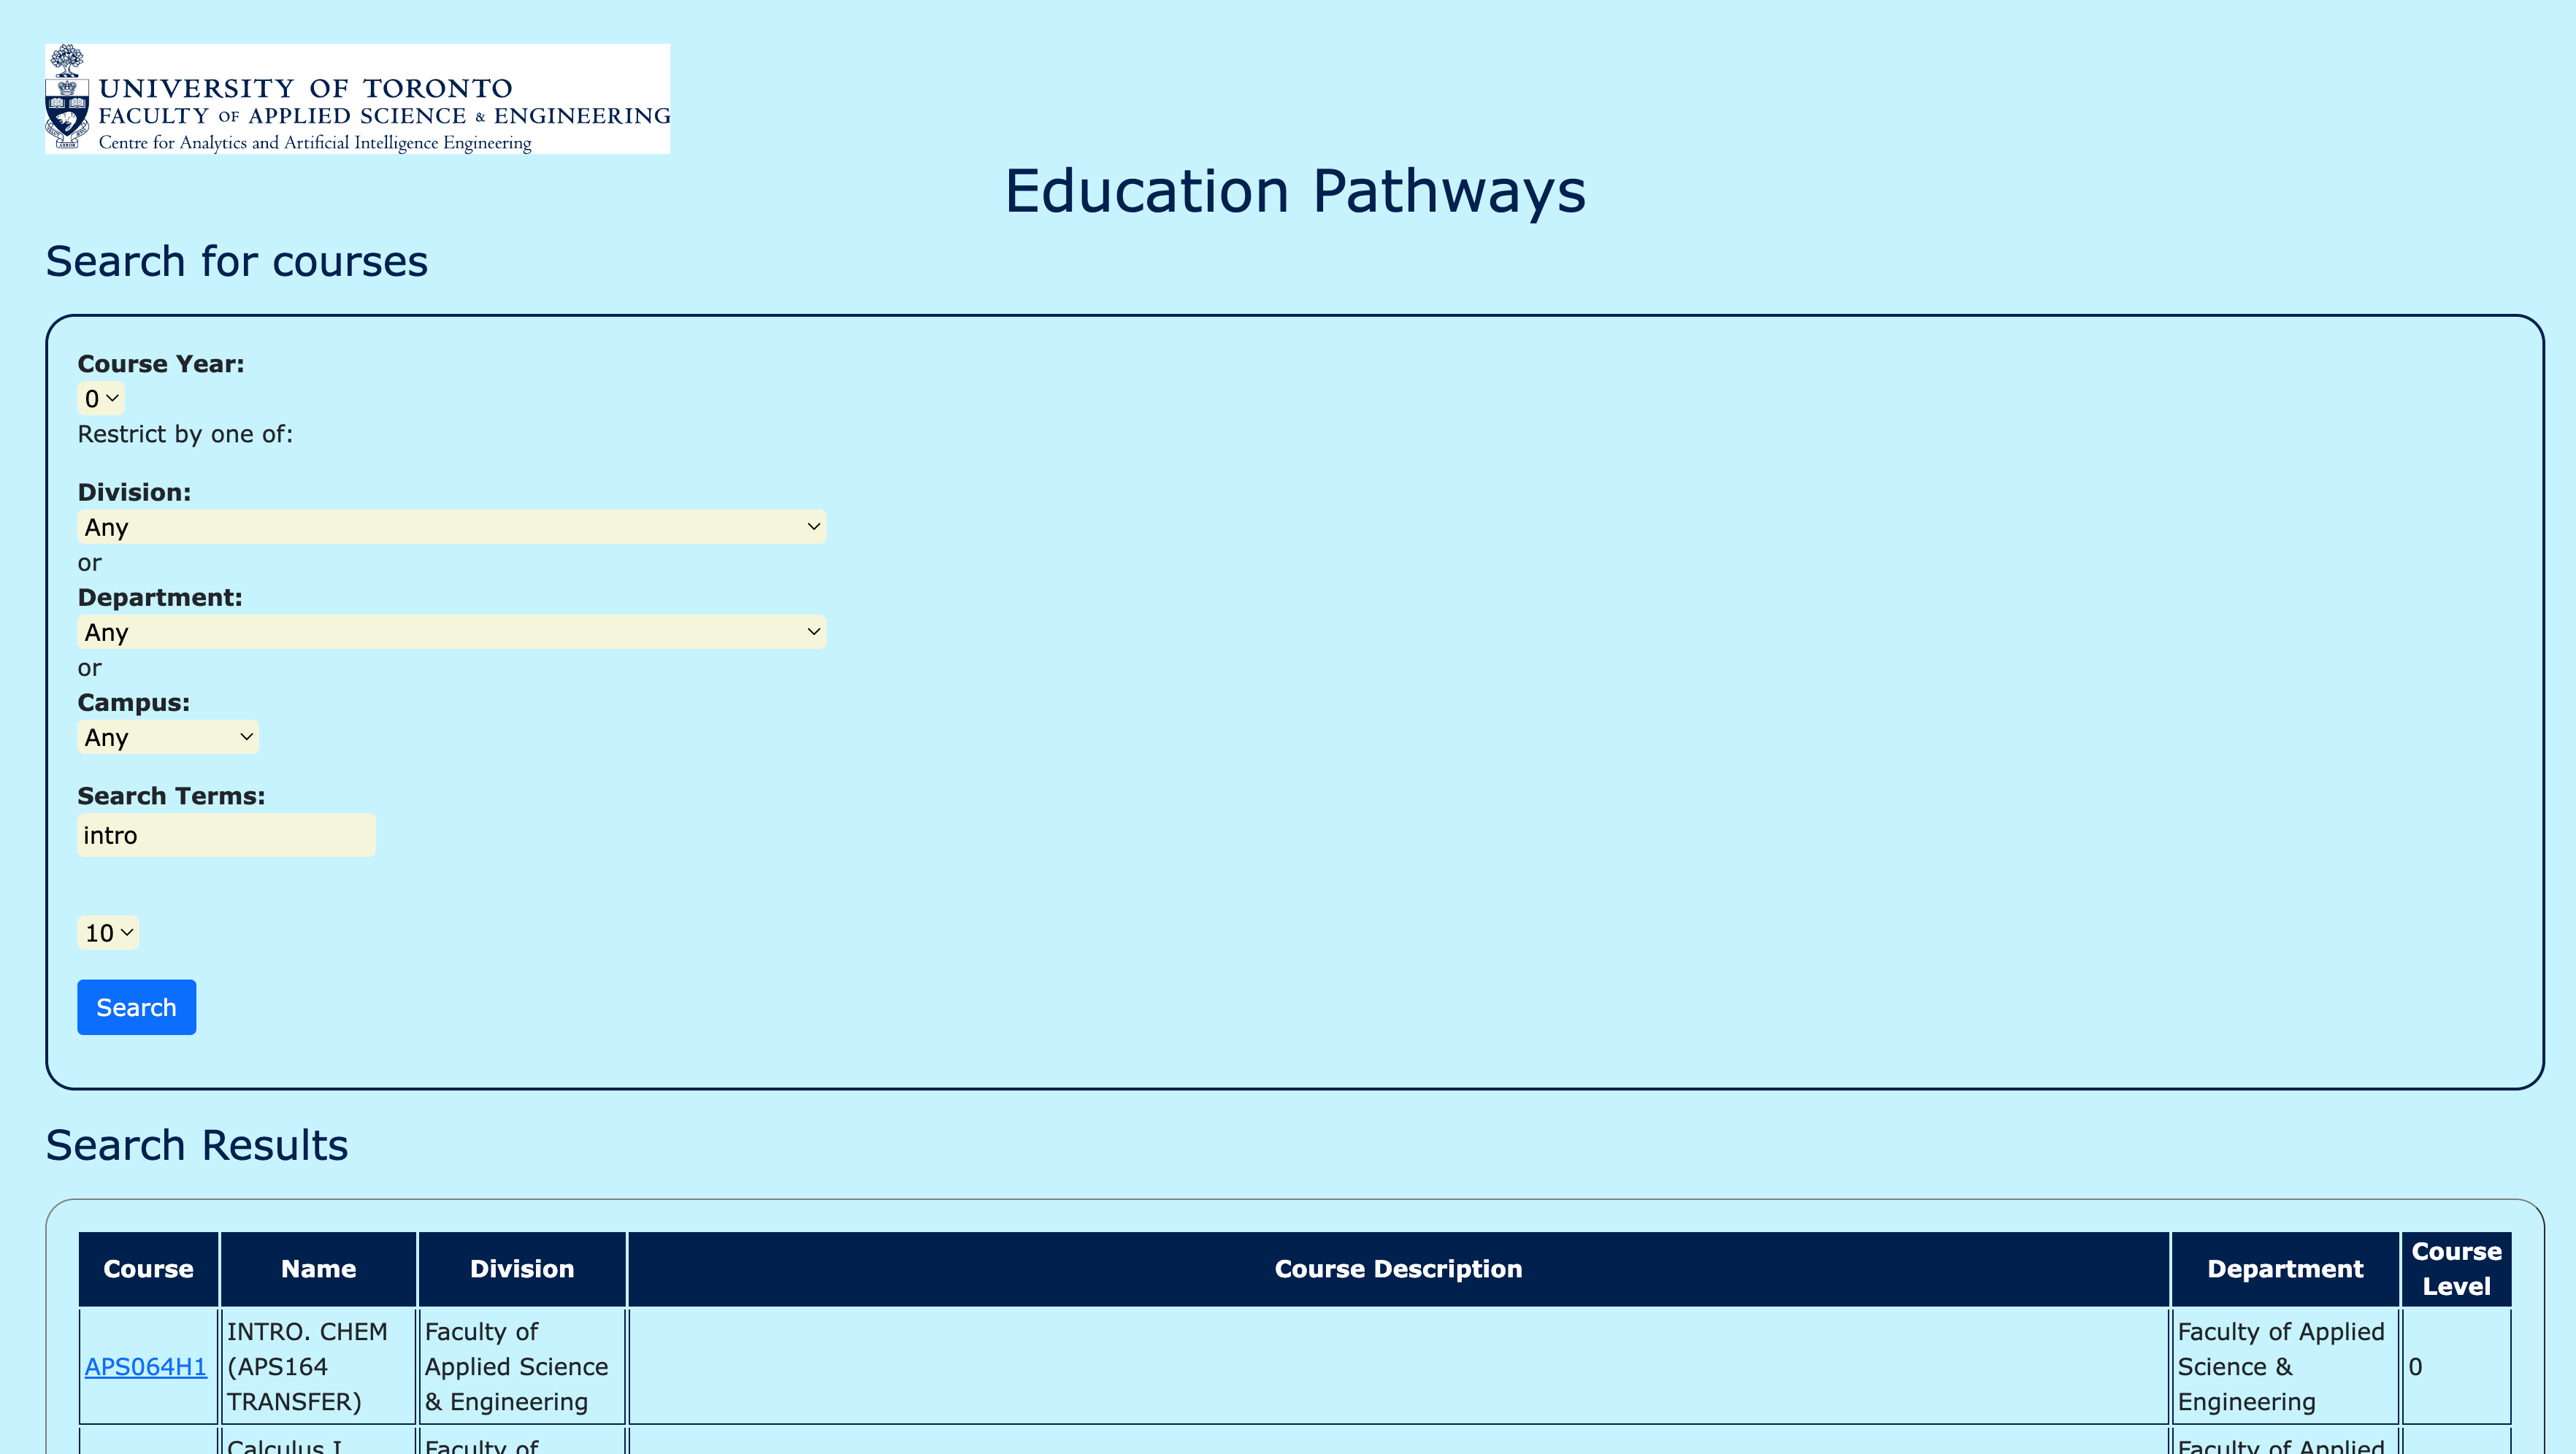 UNIVERSITY OF TORONTO
FACULTY OF APPLIED SCIENCE & ENGINEERING
Centre for Analytics and Artificial Intelligence Engineering
Education Pathways
Search for courses
Course Year:
0
Restrict by one of:
Division:
Any
or
Department:
Any
or
Campus:
Any
Search Terms:
intro
10
Search
Search Results
Course Name Division Course Description Department Course Level
APS064H1
INTRO. CHEM
(APS164
TRANSFER)
Faculty of
Applied Science
& Engineering
Faculty of Applied
Science &
Engineering
0
Calculus I
Faculty of
Faculty of Applied